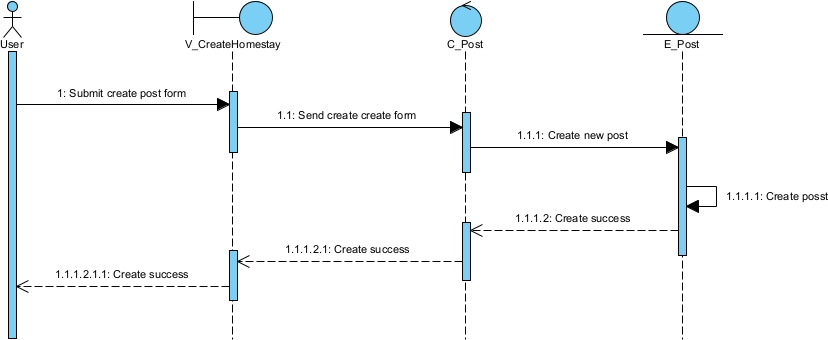 User
V_CreateHomestay
C_Post
E_Post
1: Submit create post form
1.1: Send create create form
1.1.1: Create new post
1.1.1.1: Create posst
1.1.1.2: Create success
1.1.1.2.1: Create success
1.1.1.2.1.1: Create success